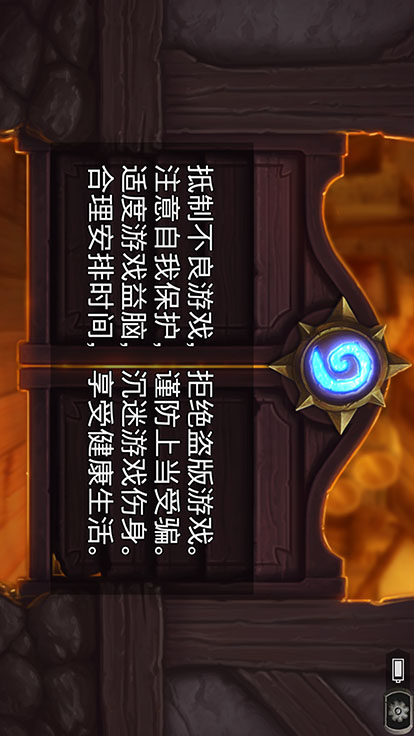 抵制不良游戏，拒绝盗版游戏。
注意自我保护，谨防上当受骗。
适度游戏益脑，沉迷游戏伤身。
合理安排时间，享受健康生活。